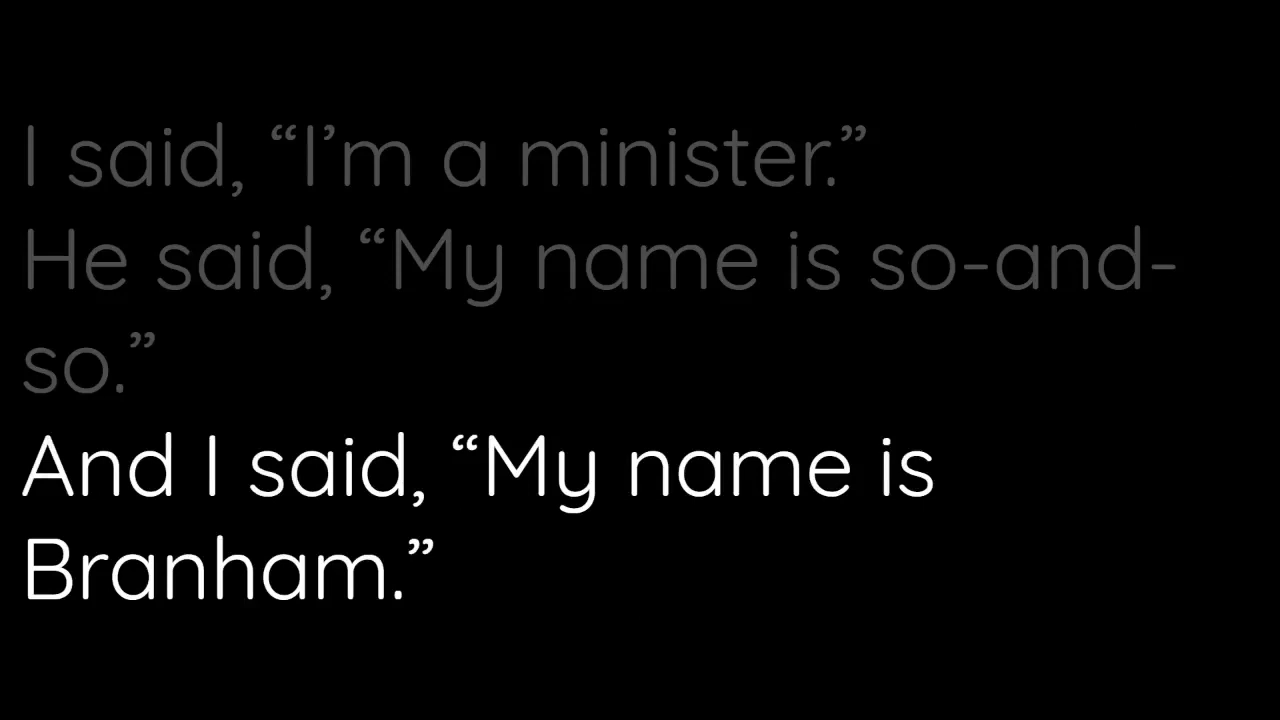 I said, “I’m a minister.”
He said, “My name is so-and-
so.”
And I said, “My name is
Branham.”